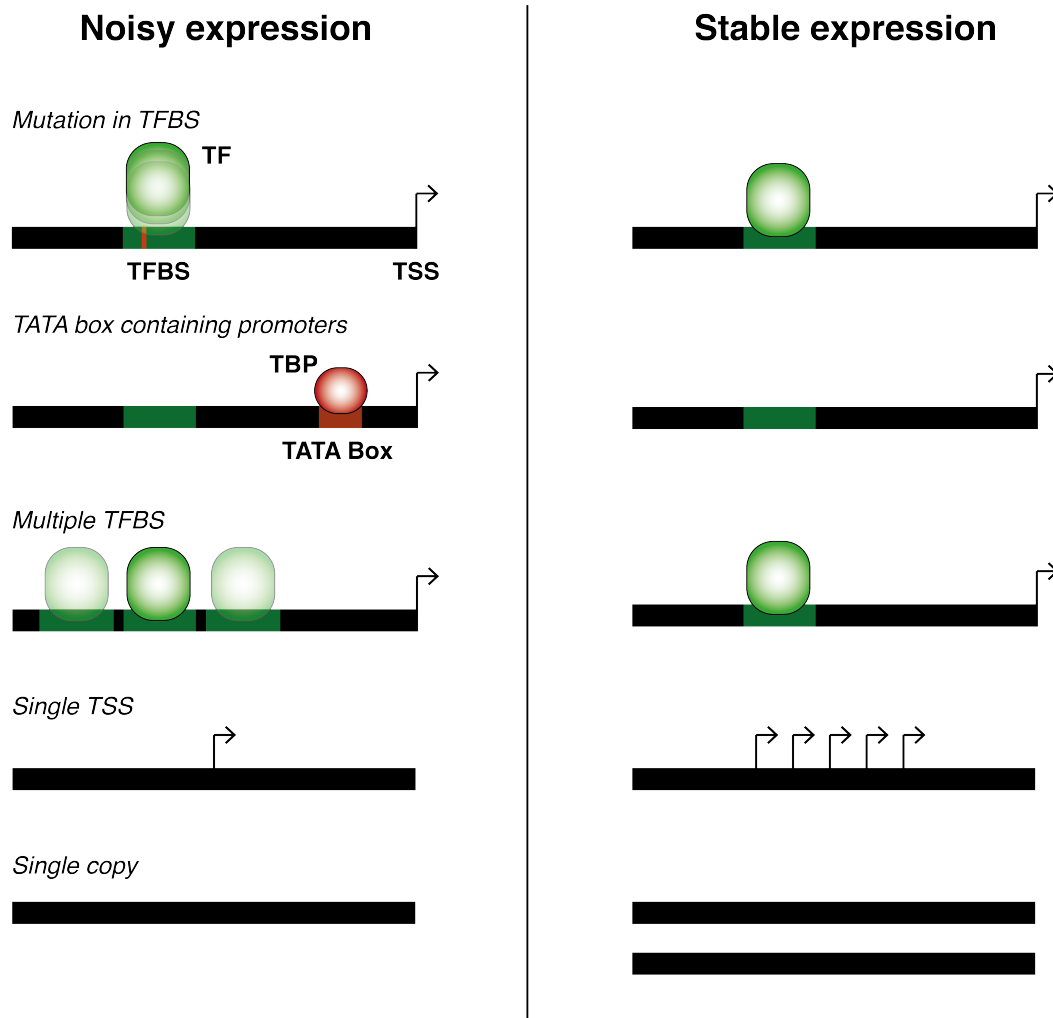 Noisy expression
Stable expression
Mutation in TFBS
TF
TFBS
TSS
TATA box containing promoters
TBP
TATA Box
Multiple TFBS
Single TSS
Single copy